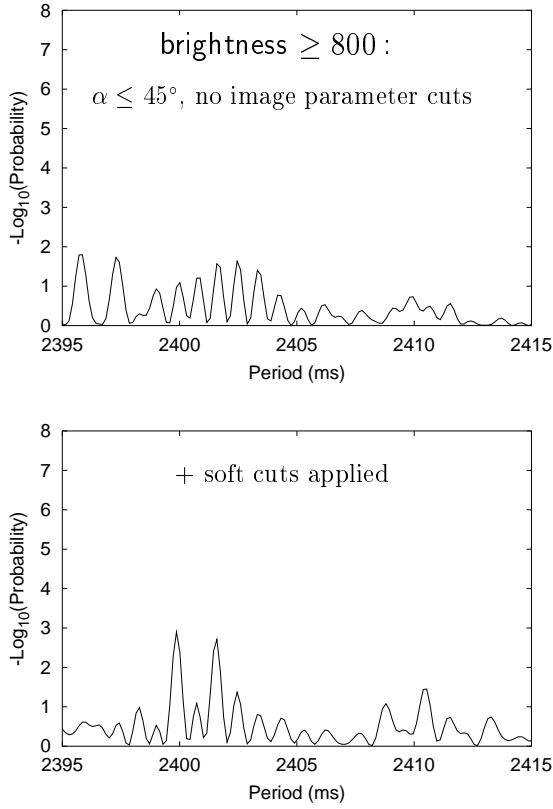 8
7
6
5
4
3
2
1
0
-Log10(Probability)
brightness ≥ 800 :
α ≤ 45°, no image parameter cuts
2395 2400 2405 2410 2415
Period (ms)
8
7
6
5
4
3
2
1
0
-Log10(Probability)
+ soft cuts applied
2395 2400 2405 2410 2415
Period (ms)